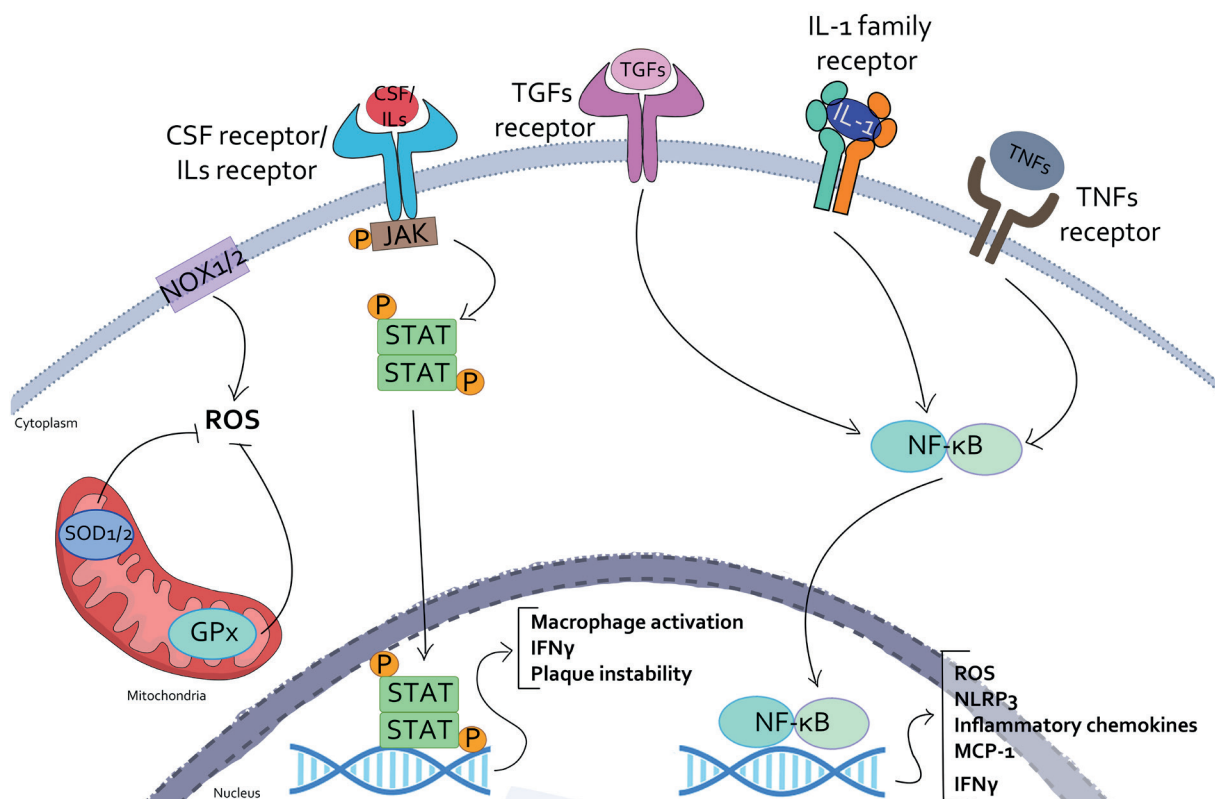 IL-1 family
receptor
TGFs
TGFs
receptor
CSF/
ILs
CSF receptor/
ILs receptor
IL-1
TNFs
TNFs
receptor
P
JAK
NOX1/2
P
STAT
STAT
P
ROS
Cytoplasm
NF-κB
SOD1/2
GPx
Mitochondria
Macrophage activation
IFNγ
Plaque instability
P
STAT
STAT
P
NF-κB
ROS
NLRP3
Inflammatory chemokines
MCP-1
IFNγ
Nucleus